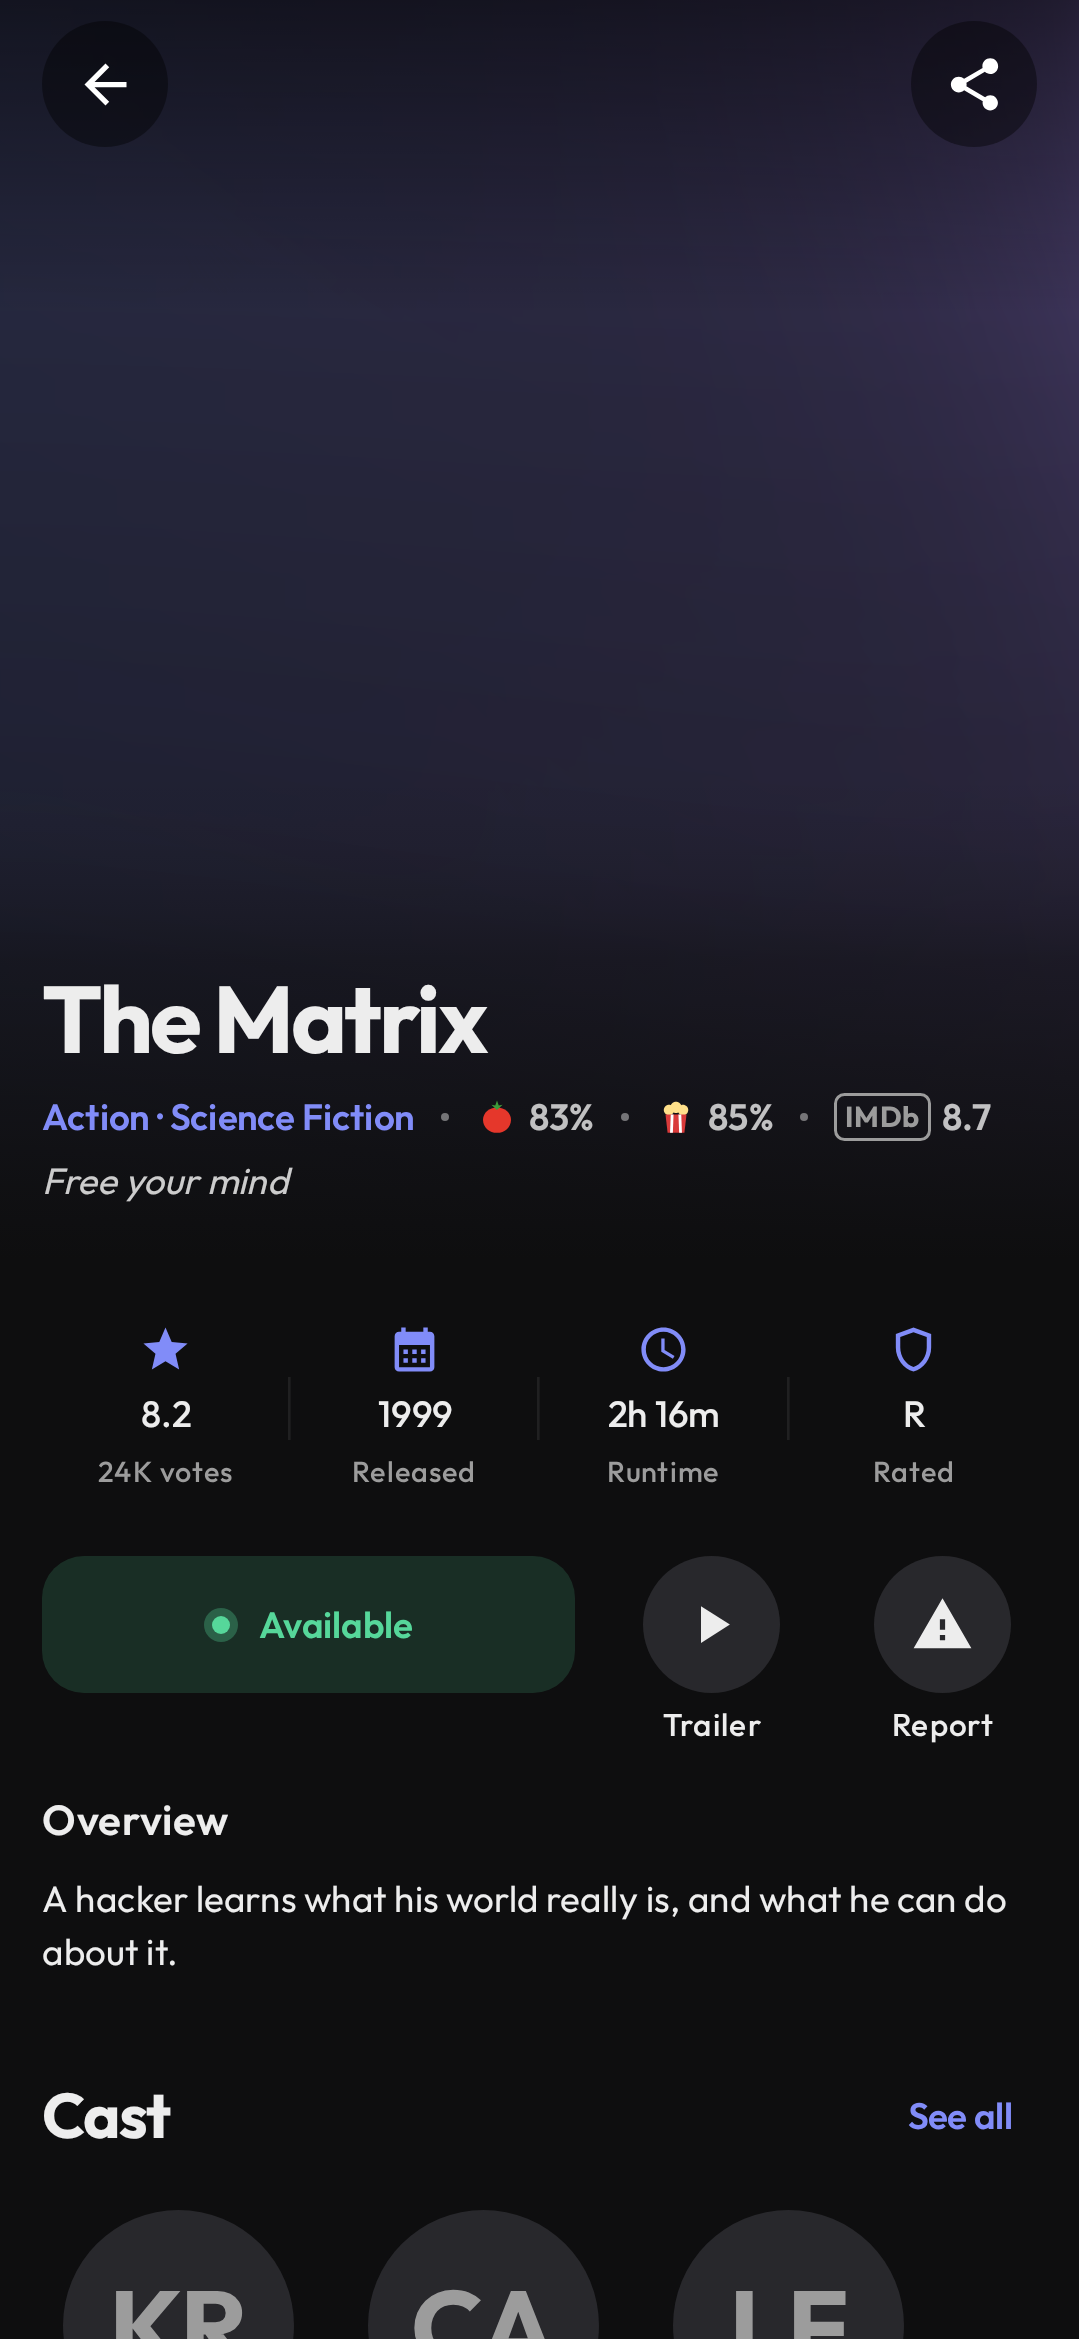 The Matrix
Action · Science Fiction • 83% • 85% • IMDb 8.7
Free your mind
8.2 1999 2h 16m R
24K votes Released Runtime Rated
Available
Trailer Report
Overview
A hacker learns what his world really is, and what he can do
about it.
Cast See all
KR CA LF